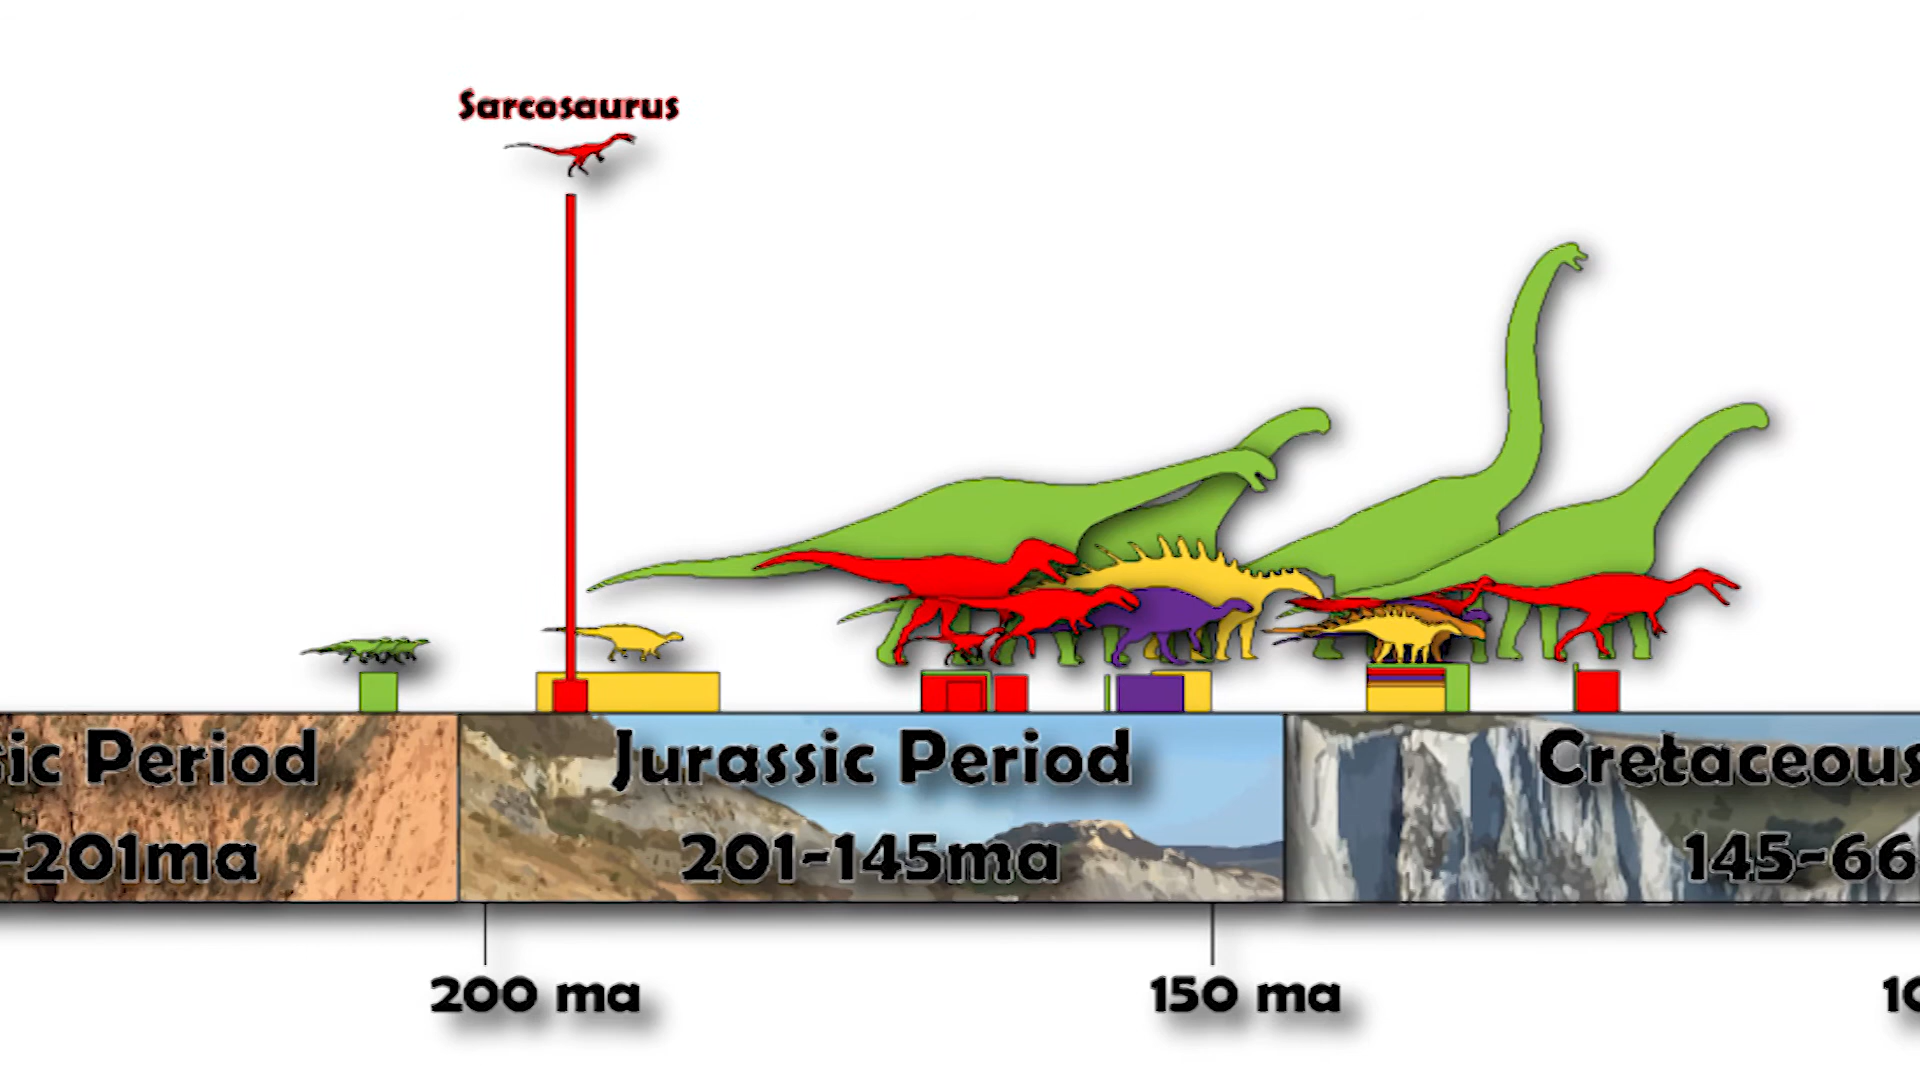 Sarcosaurus
Period
Jurassic Period
Cretaceous
-201ma
201-145ma
145-66
200 ma
150 ma